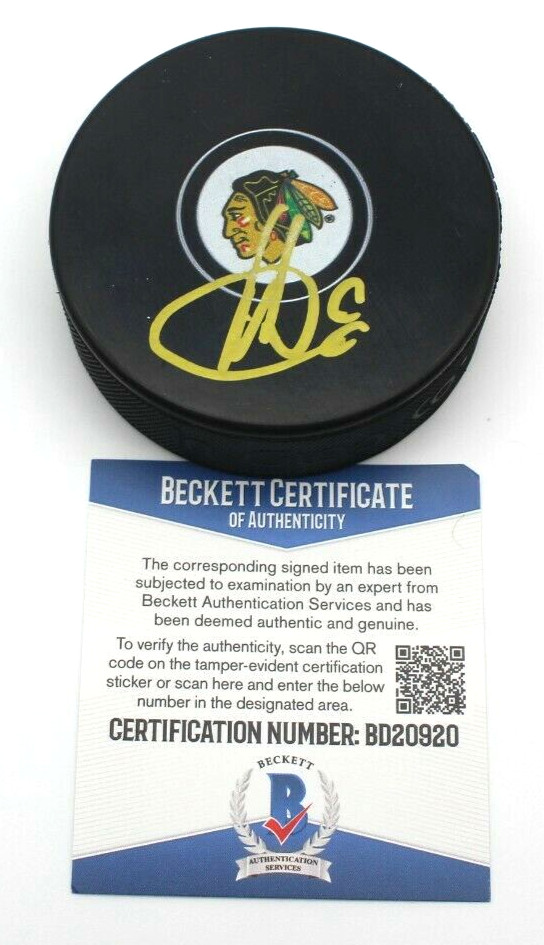 ®
BECKETT CERTIFICATE
OF AUTHENTICITY
The corresponding signed item has been
subjected to examination by an expert from
Beckett Authentication Services and has
been deemed authentic and genuine.
To verify the authenticity, scan the QR
code on the tamper-evident certification
sticker or scan here and enter the below
number in the designated area.
CERTIFICATION NUMBER: BD20920
BECKETT
B
AUTHENTICATION
SERVICES